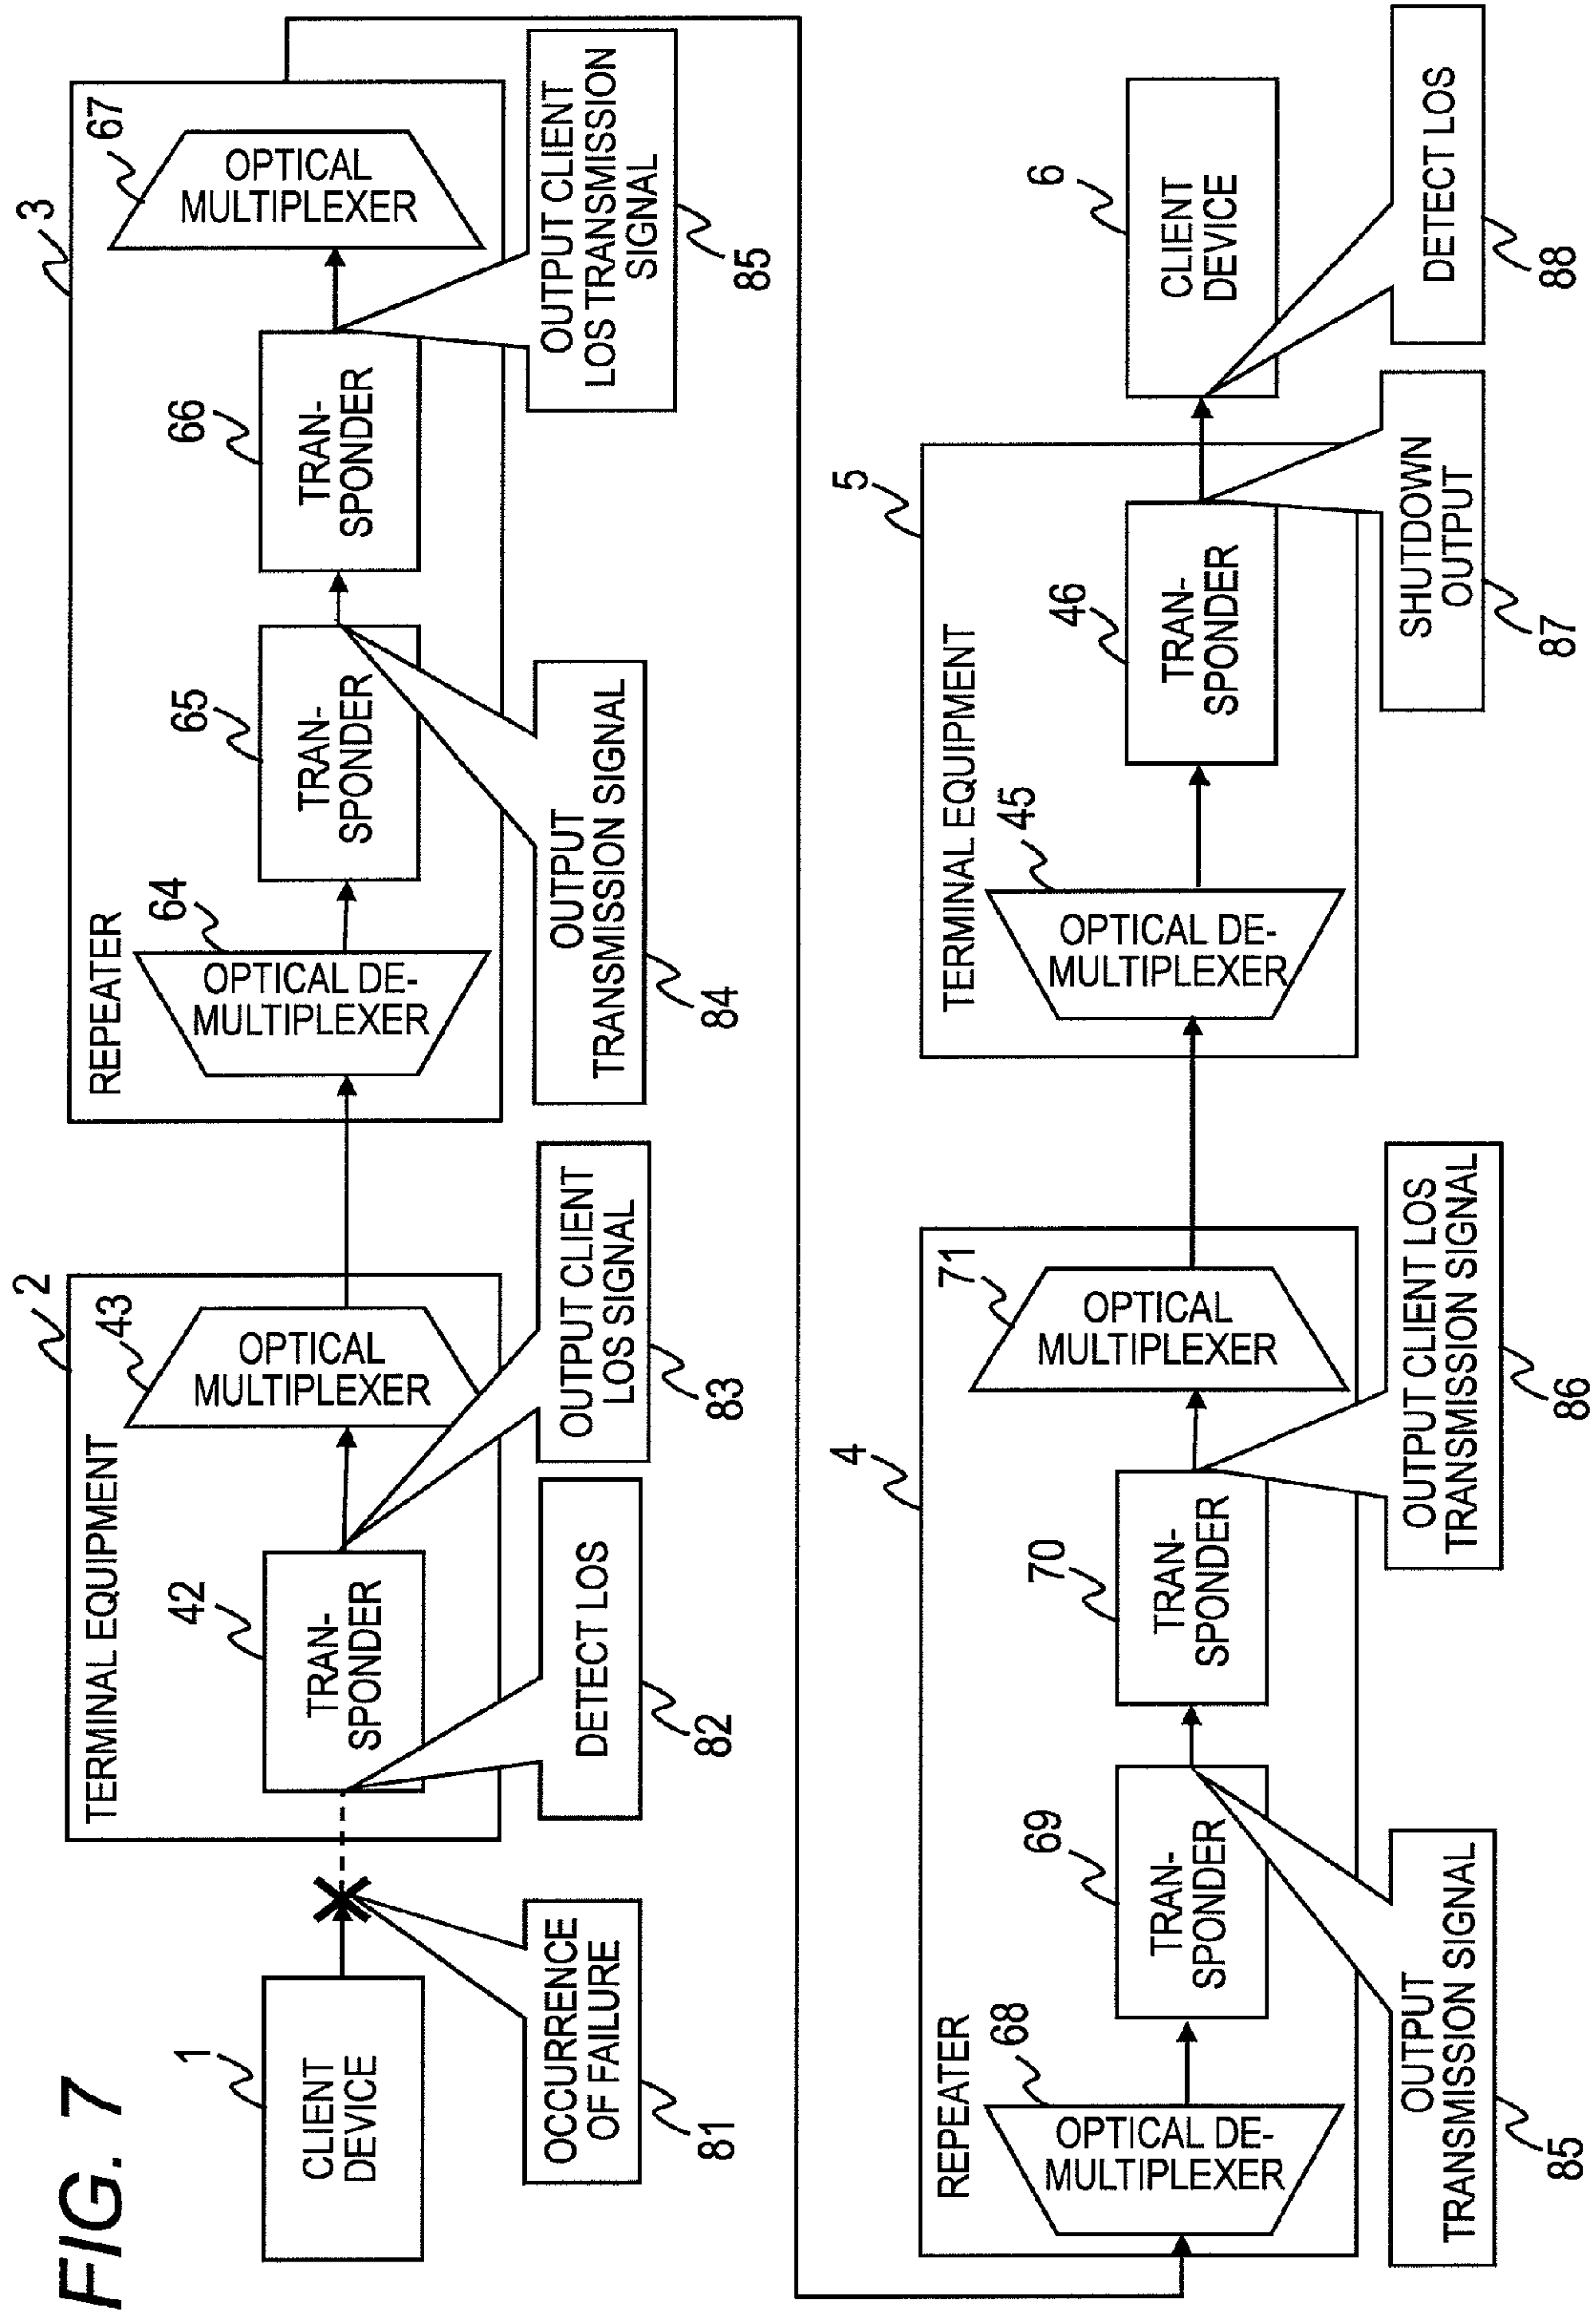 FIG. 7
1
CLIENT
DEVICE
OCCURRENCE
OF FAILURE
81
2
TERMINAL EQUIPMENT
42
TRAN-
SPONDER
43
OPTICAL
MULTIPLEXER
DETECT LOS
82
OUTPUT CLIENT
LOS SIGNAL
83
3
REPEATER
64
OPTICAL DE-
MULTIPLEXER
65
TRAN-
SPONDER
66
TRAN-
SPONDER
67
OPTICAL
MULTIPLEXER
OUTPUT
TRANSMISSION SIGNAL
84
OUTPUT CLIENT
LOS TRANSMISSION
SIGNAL
85
4
REPEATER
68
OPTICAL DE-
MULTIPLEXER
69
TRAN-
SPONDER
70
TRAN-
SPONDER
71
OPTICAL
MULTIPLEXER
OUTPUT
TRANSMISSION SIGNAL
85
OUTPUT CLIENT LOS
TRANSMISSION SIGNAL
86
5
TERMINAL EQUIPMENT
45
OPTICAL DE-
MULTIPLEXER
46
TRAN-
SPONDER
SHUTDOWN
OUTPUT
87
6
CLIENT
DEVICE
DETECT LOS
88